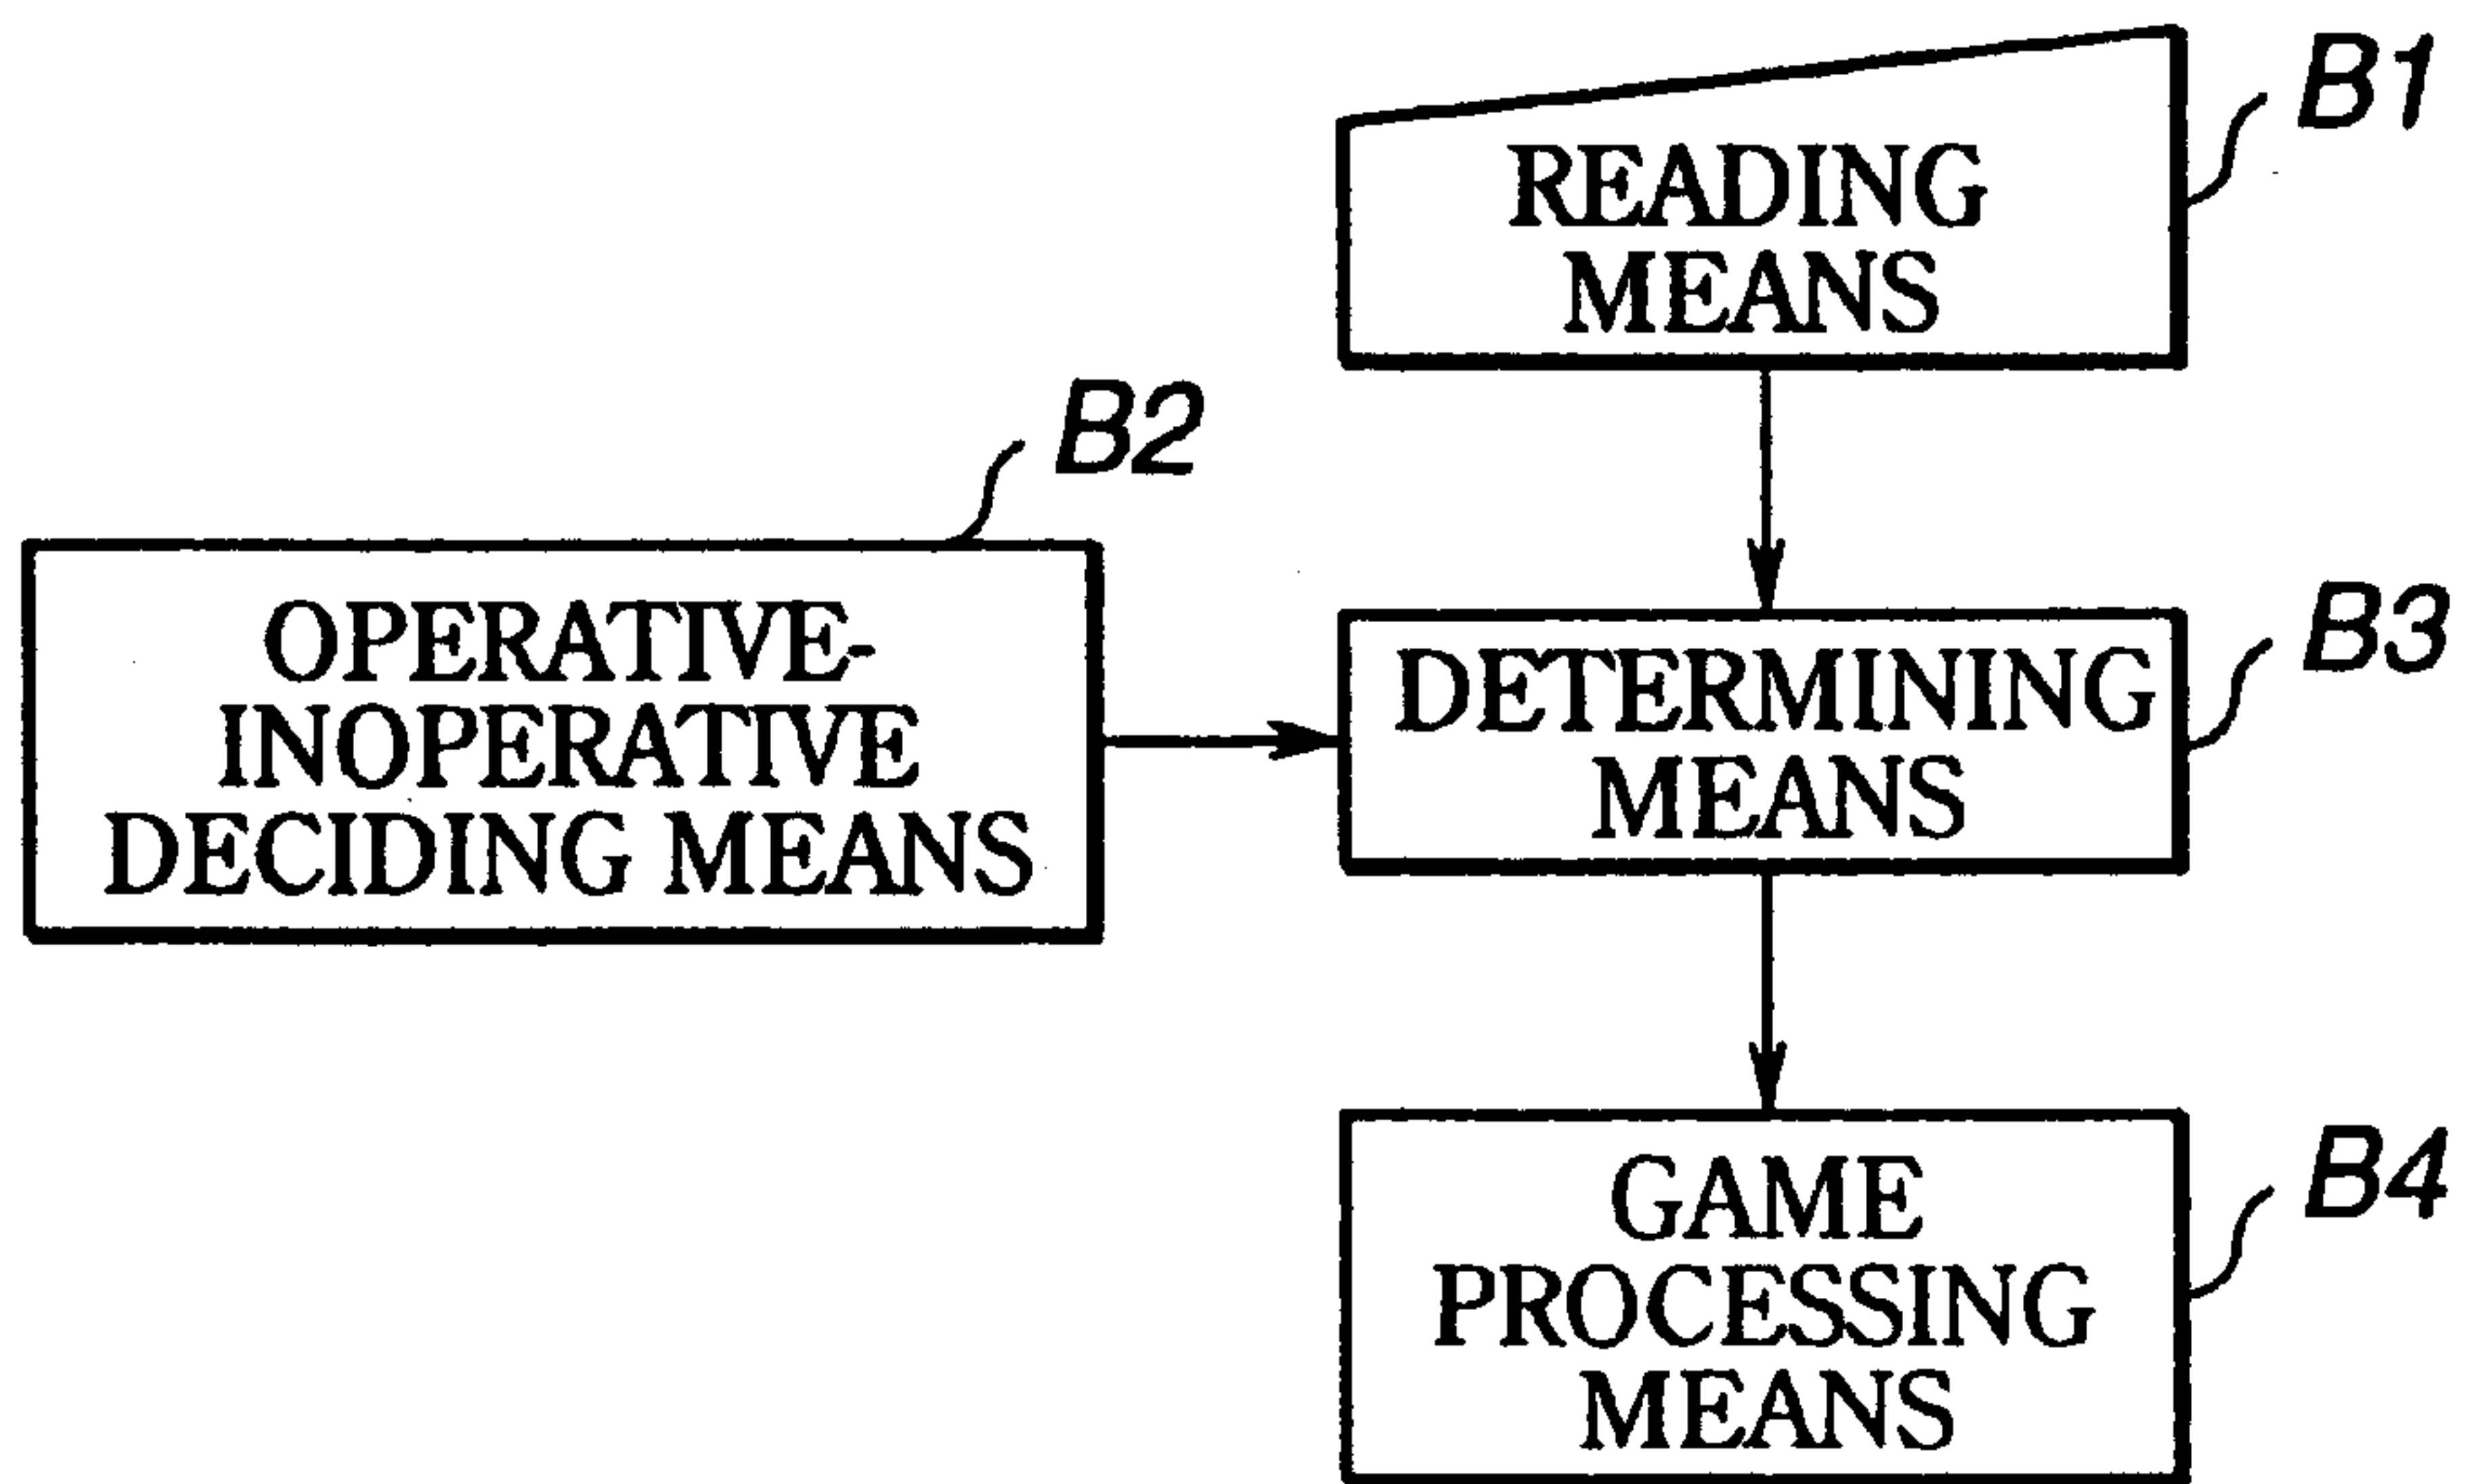 B1
READING
MEANS
B2
OPERATIVE-
INOPERATIVE
DECIDING MEANS
B3
DETERMINING
MEANS
B4
GAME
PROCESSING
MEANS